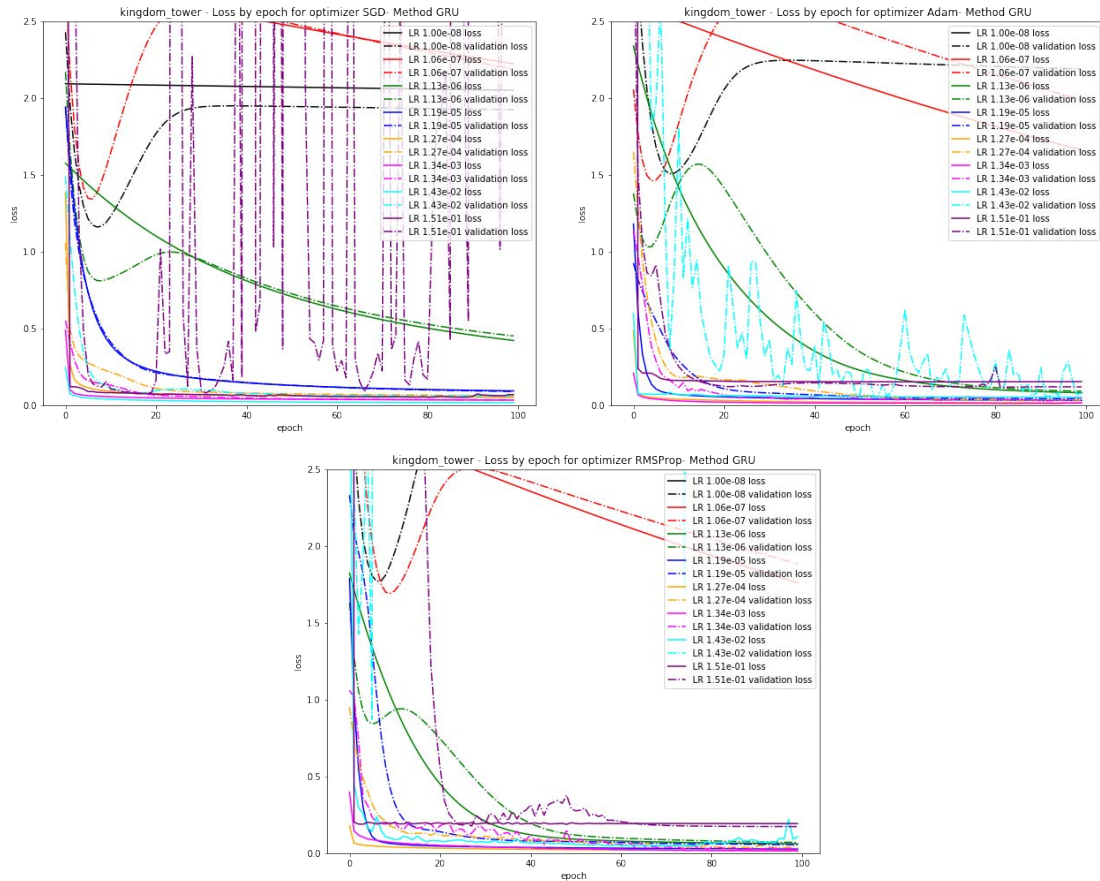 kingdom_tower - Loss by epoch for optimizer SGD- Method GRU
2.5
2.0
1.5
1.0
0.5
0.0
loss
0
20
40
60
80
100
epoch
LR 1.00e-08 loss
LR 1.00e-08 validation loss
LR 1.06e-07 loss
LR 1.06e-07 validation loss
LR 1.13e-06 loss
LR 1.13e-06 validation loss
LR 1.19e-05 loss
LR 1.19e-05 validation loss
LR 1.27e-04 loss
LR 1.27e-04 validation loss
LR 1.34e-03 loss
LR 1.34e-03 validation loss
LR 1.43e-02 loss
LR 1.43e-02 validation loss
LR 1.51e-01 loss
LR 1.51e-01 validation loss
kingdom_tower - Loss by epoch for optimizer Adam- Method GRU
2.5
2.0
1.5
1.0
0.5
0.0
loss
0
20
40
60
80
100
epoch
LR 1.00e-08 loss
LR 1.00e-08 validation loss
LR 1.06e-07 loss
LR 1.06e-07 validation loss
LR 1.13e-06 loss
LR 1.13e-06 validation loss
LR 1.19e-05 loss
LR 1.19e-05 validation loss
LR 1.27e-04 loss
LR 1.27e-04 validation loss
LR 1.34e-03 loss
LR 1.34e-03 validation loss
LR 1.43e-02 loss
LR 1.43e-02 validation loss
LR 1.51e-01 loss
LR 1.51e-01 validation loss
kingdom_tower - Loss by epoch for optimizer RMSProp- Method GRU
2.5
2.0
1.5
1.0
0.5
0.0
loss
0
20
40
60
80
100
epoch
LR 1.00e-08 loss
LR 1.00e-08 validation loss
LR 1.06e-07 loss
LR 1.06e-07 validation loss
LR 1.13e-06 loss
LR 1.13e-06 validation loss
LR 1.19e-05 loss
LR 1.19e-05 validation loss
LR 1.27e-04 loss
LR 1.27e-04 validation loss
LR 1.34e-03 loss
LR 1.34e-03 validation loss
LR 1.43e-02 loss
LR 1.43e-02 validation loss
LR 1.51e-01 loss
LR 1.51e-01 validation loss